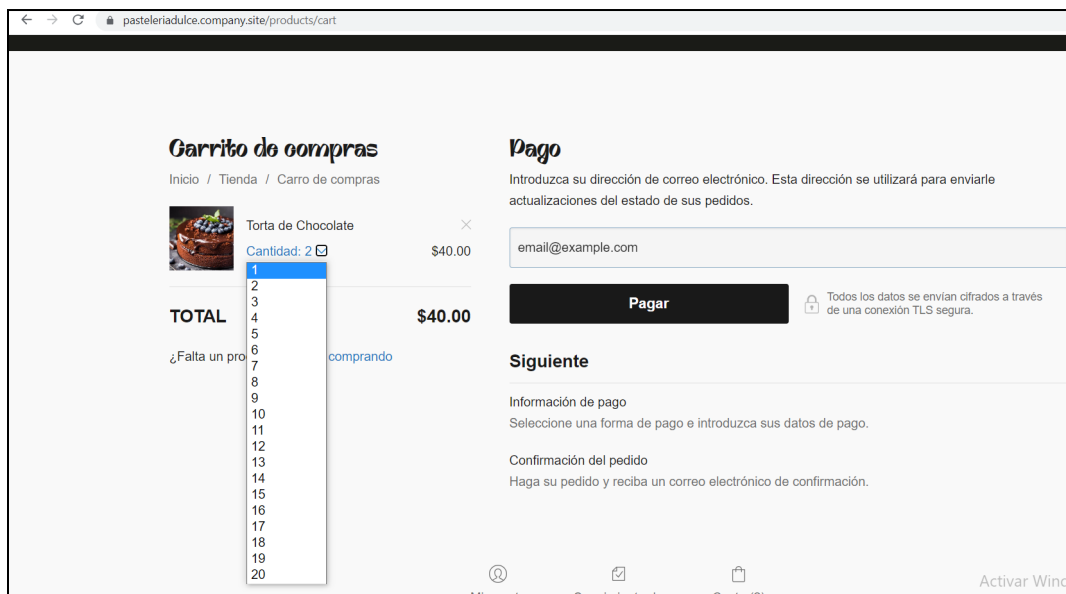 pasteleriadulce.company.site/products/cart
Carrito de compras
Inicio / Tienda / Carro de compras
Torta de Chocolate
Cantidad: 2
$40.00
1
2
3
4
5
6
7
8
9
10
11
12
13
14
15
16
17
18
19
20
TOTAL $40.00
¿Falta un comprando
Pago
Introduzca su dirección de correo electrónico. Esta dirección se utilizará para enviarle
actualizaciones del estado de sus pedidos.
email@example.com
Pagar
Todos los datos se envían cifrados a través
de una conexión TLS segura.
Siguiente
Información de pago
Seleccione una forma de pago e introduzca sus datos de pago.
Confirmación del pedido
Haga su pedido y reciba un correo electrónico de confirmación.
Activar